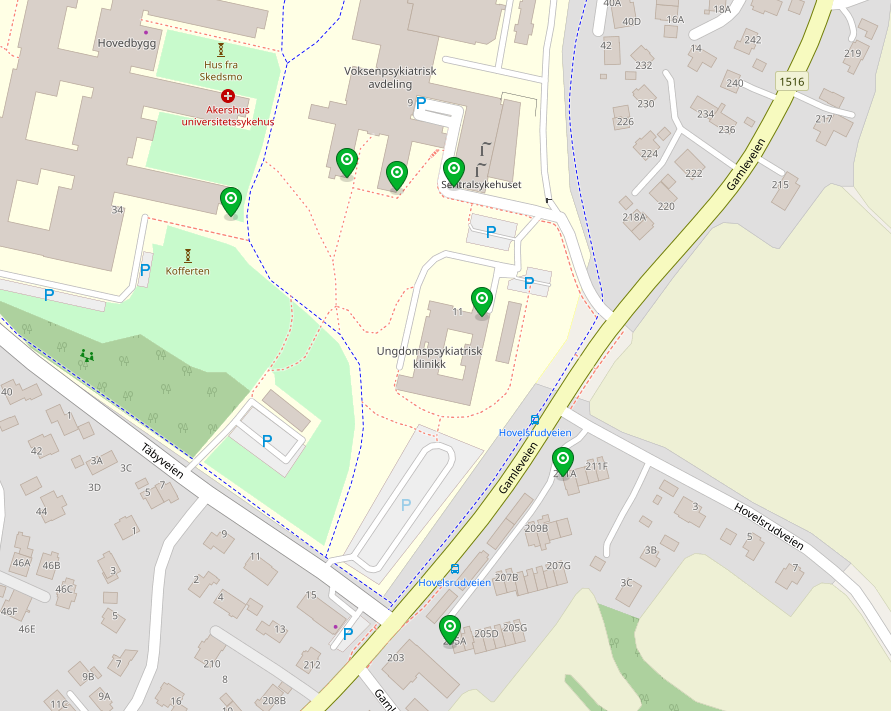 40A
40D
16A
18A
Hovedbygg
42
14
242
219
Hus fra
Skedsmo
Voksenpsykiatrisk
avdeling
232
240
1516
Akershus
universitetssykehus
9
P
230
226
234
236
217
224
222
Gamleveien
Sentralsykehuset
215
220
218A
34
P
Kofferten
P
P
P
11
Ungdomspsykiatrisk
klinikk
40
1
42
3A
3C
3D
44
5
7
Tåbyveien
P
Hovelsrudveien
Gamleveien
211F
P
3
Hovelsrudveien
209B
5
1
9
46A
46B
46C
46F
46E
11
2
4
5
15
13
P
Hovelsrudveien
207B
207G
3B
3C
7
205D
205G
203
7
210
212
9B
9A
8
11C
16
208B
Gaml